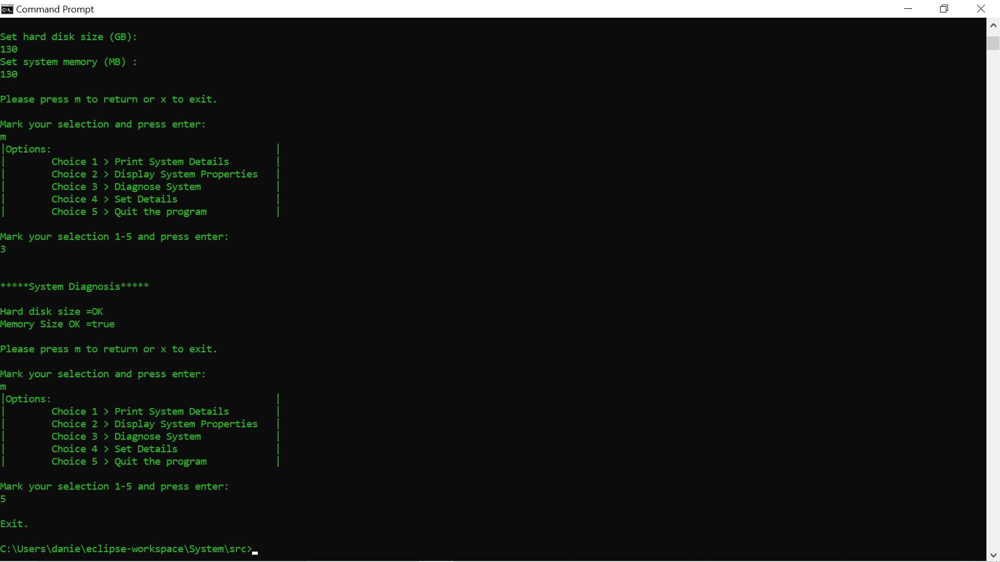 Command Prompt
Set hard disk size (GB):
130
Set system memory (MB) :
130
Please press m to return or x to exit.
Mark your selection and press enter:
m
|Options:                                       |
|        Choice 1 > Print System Details        |
|        Choice 2 > Display System Properties   |
|        Choice 3 > Diagnose System             |
|        Choice 4 > Set Details                 |
|        Choice 5 > Quit the program            |
Mark your selection 1-5 and press enter:
3
*****System Diagnosis*****
Hard disk size =OK
Memory Size OK =true
Please press m to return or x to exit.
Mark your selection and press enter:
m
|Options:                                       |
|        Choice 1 > Print System Details        |
|        Choice 2 > Display System Properties   |
|        Choice 3 > Diagnose System             |
|        Choice 4 > Set Details                 |
|        Choice 5 > Quit the program            |
Mark your selection 1-5 and press enter:
5
Exit.
C:\Users\danie\eclipse-workspace\System\src>